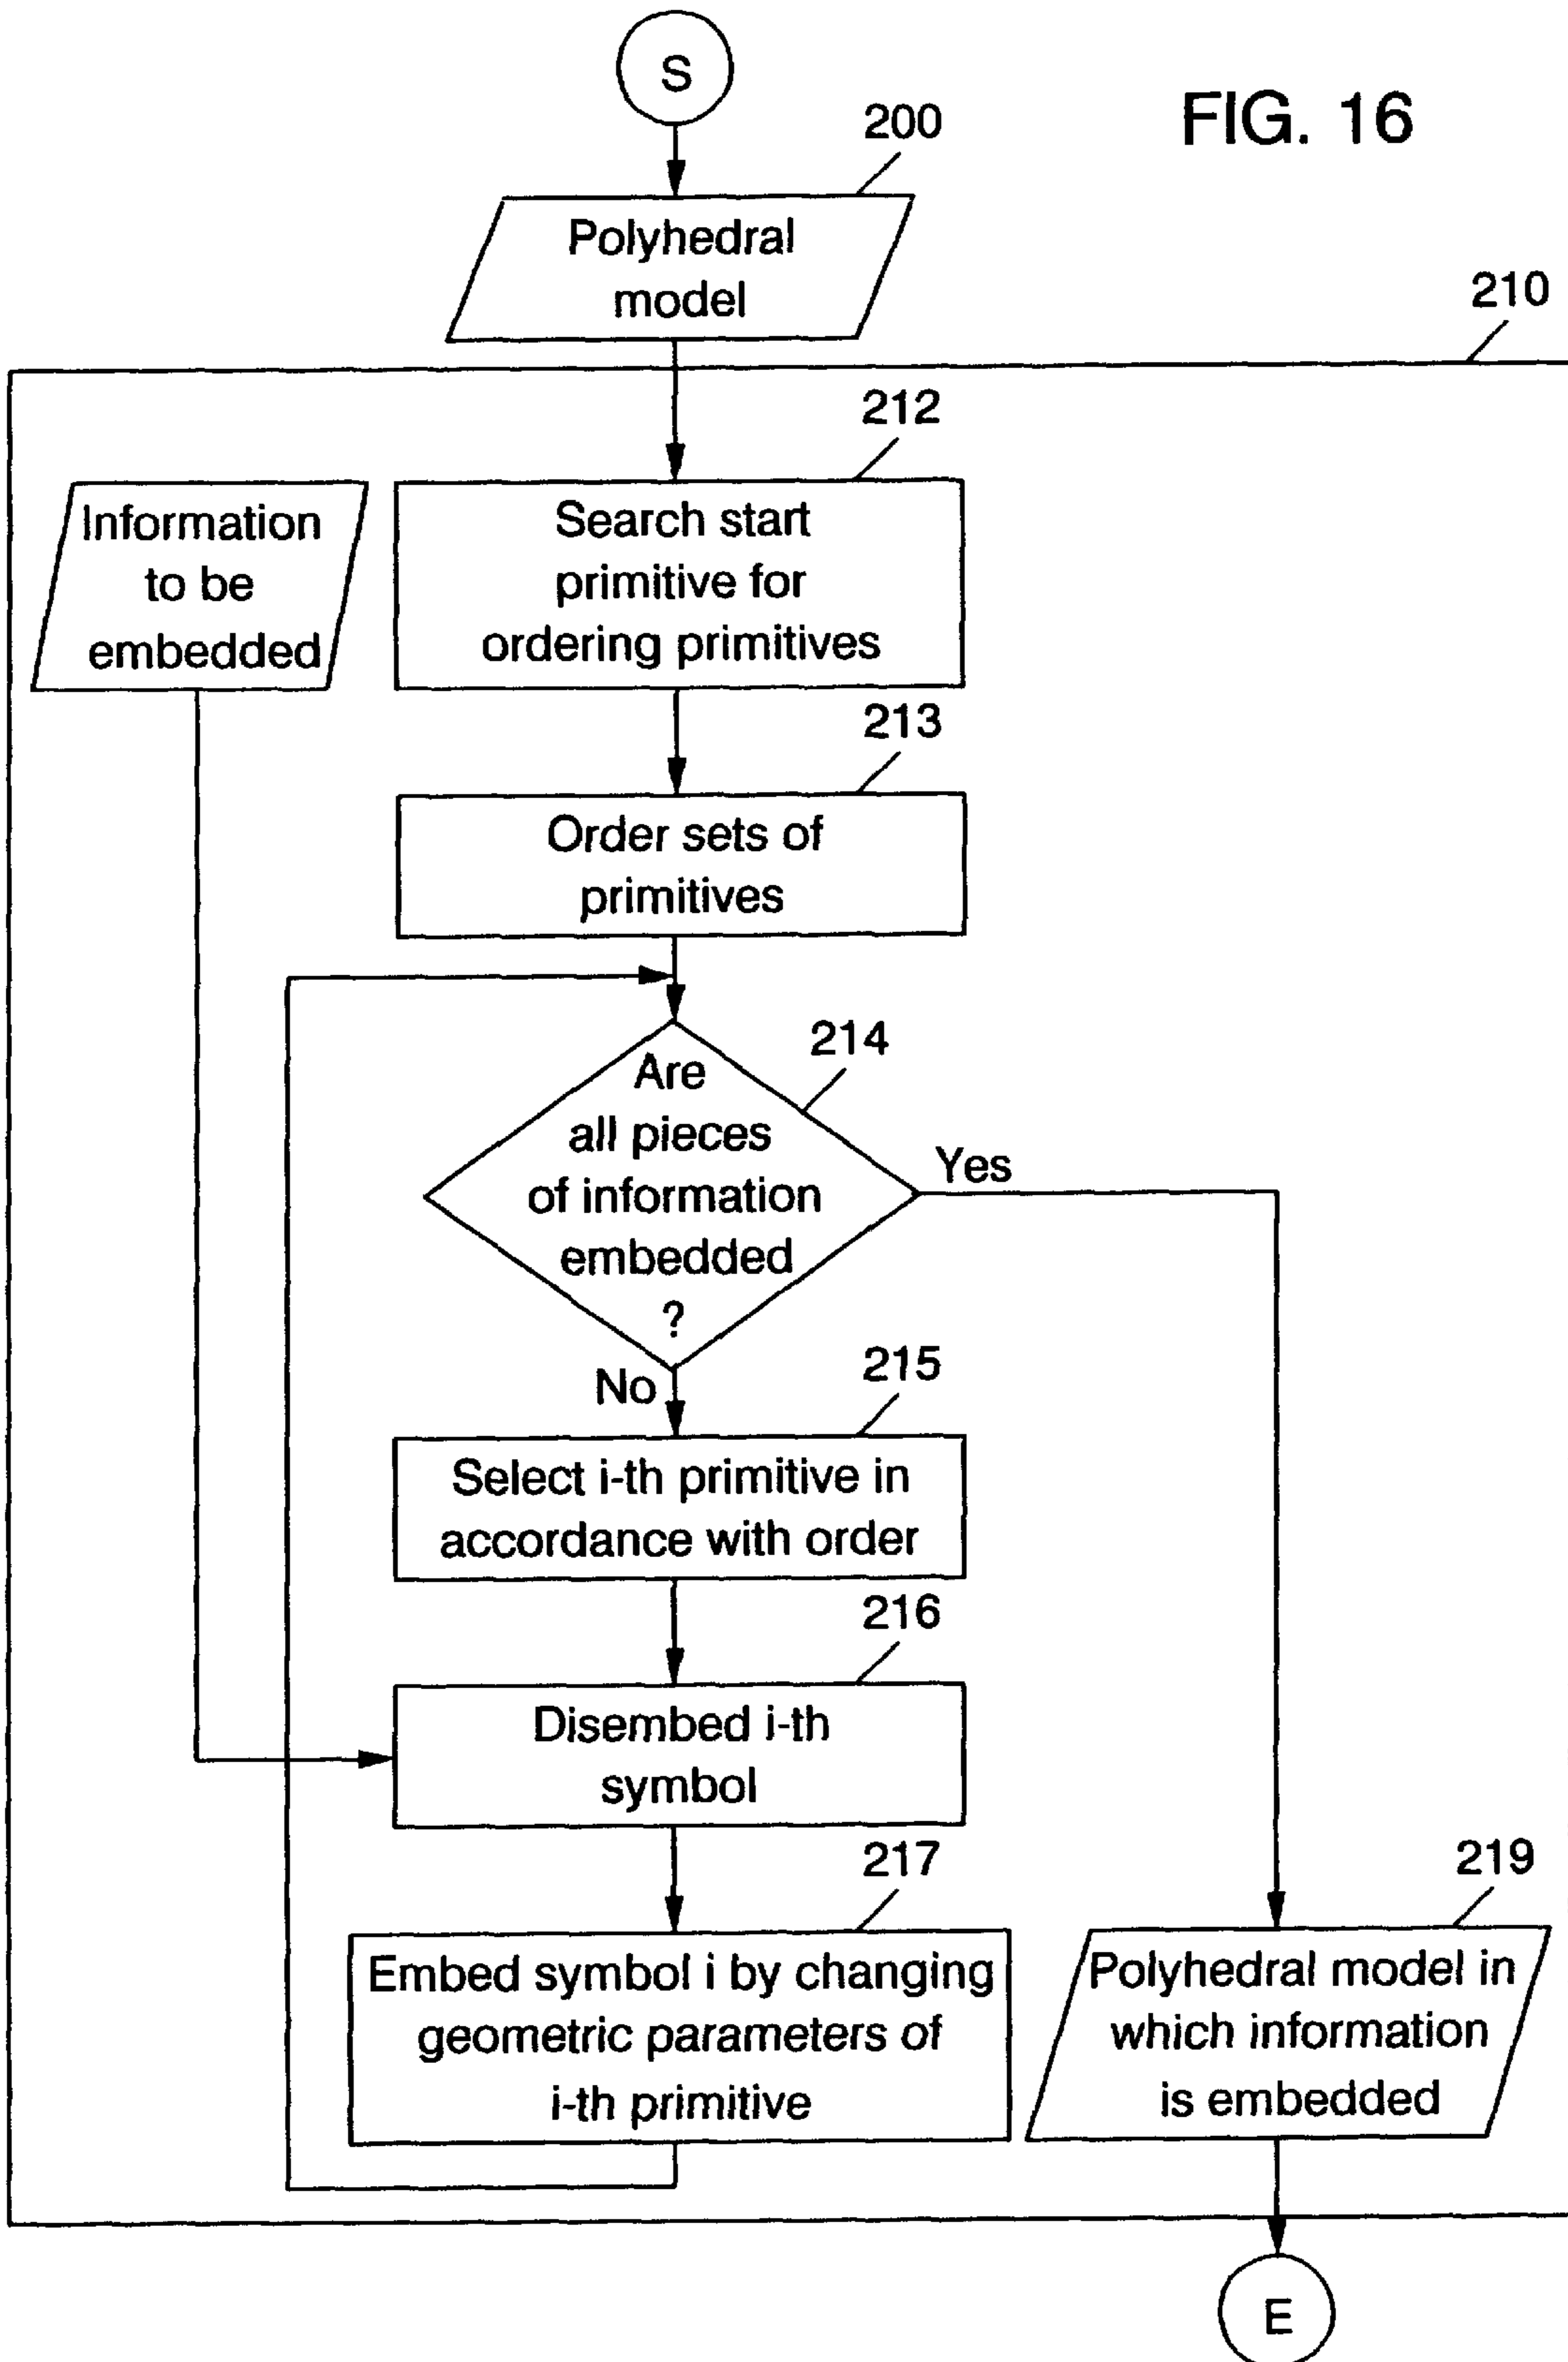 S
FIG. 16
200
Polyhedral
model
210
212
Information
to be
embedded
Search start
primitive for
ordering primitives
213
Order sets of
primitives
214
Are
all pieces
of information
embedded
?
Yes
No
215
Select i-th primitive in
accordance with order
216
Disembed i-th
symbol
217
Embed symbol i by changing
geometric parameters of
i-th primitive
219
Polyhedral model in
which information
is embedded
E